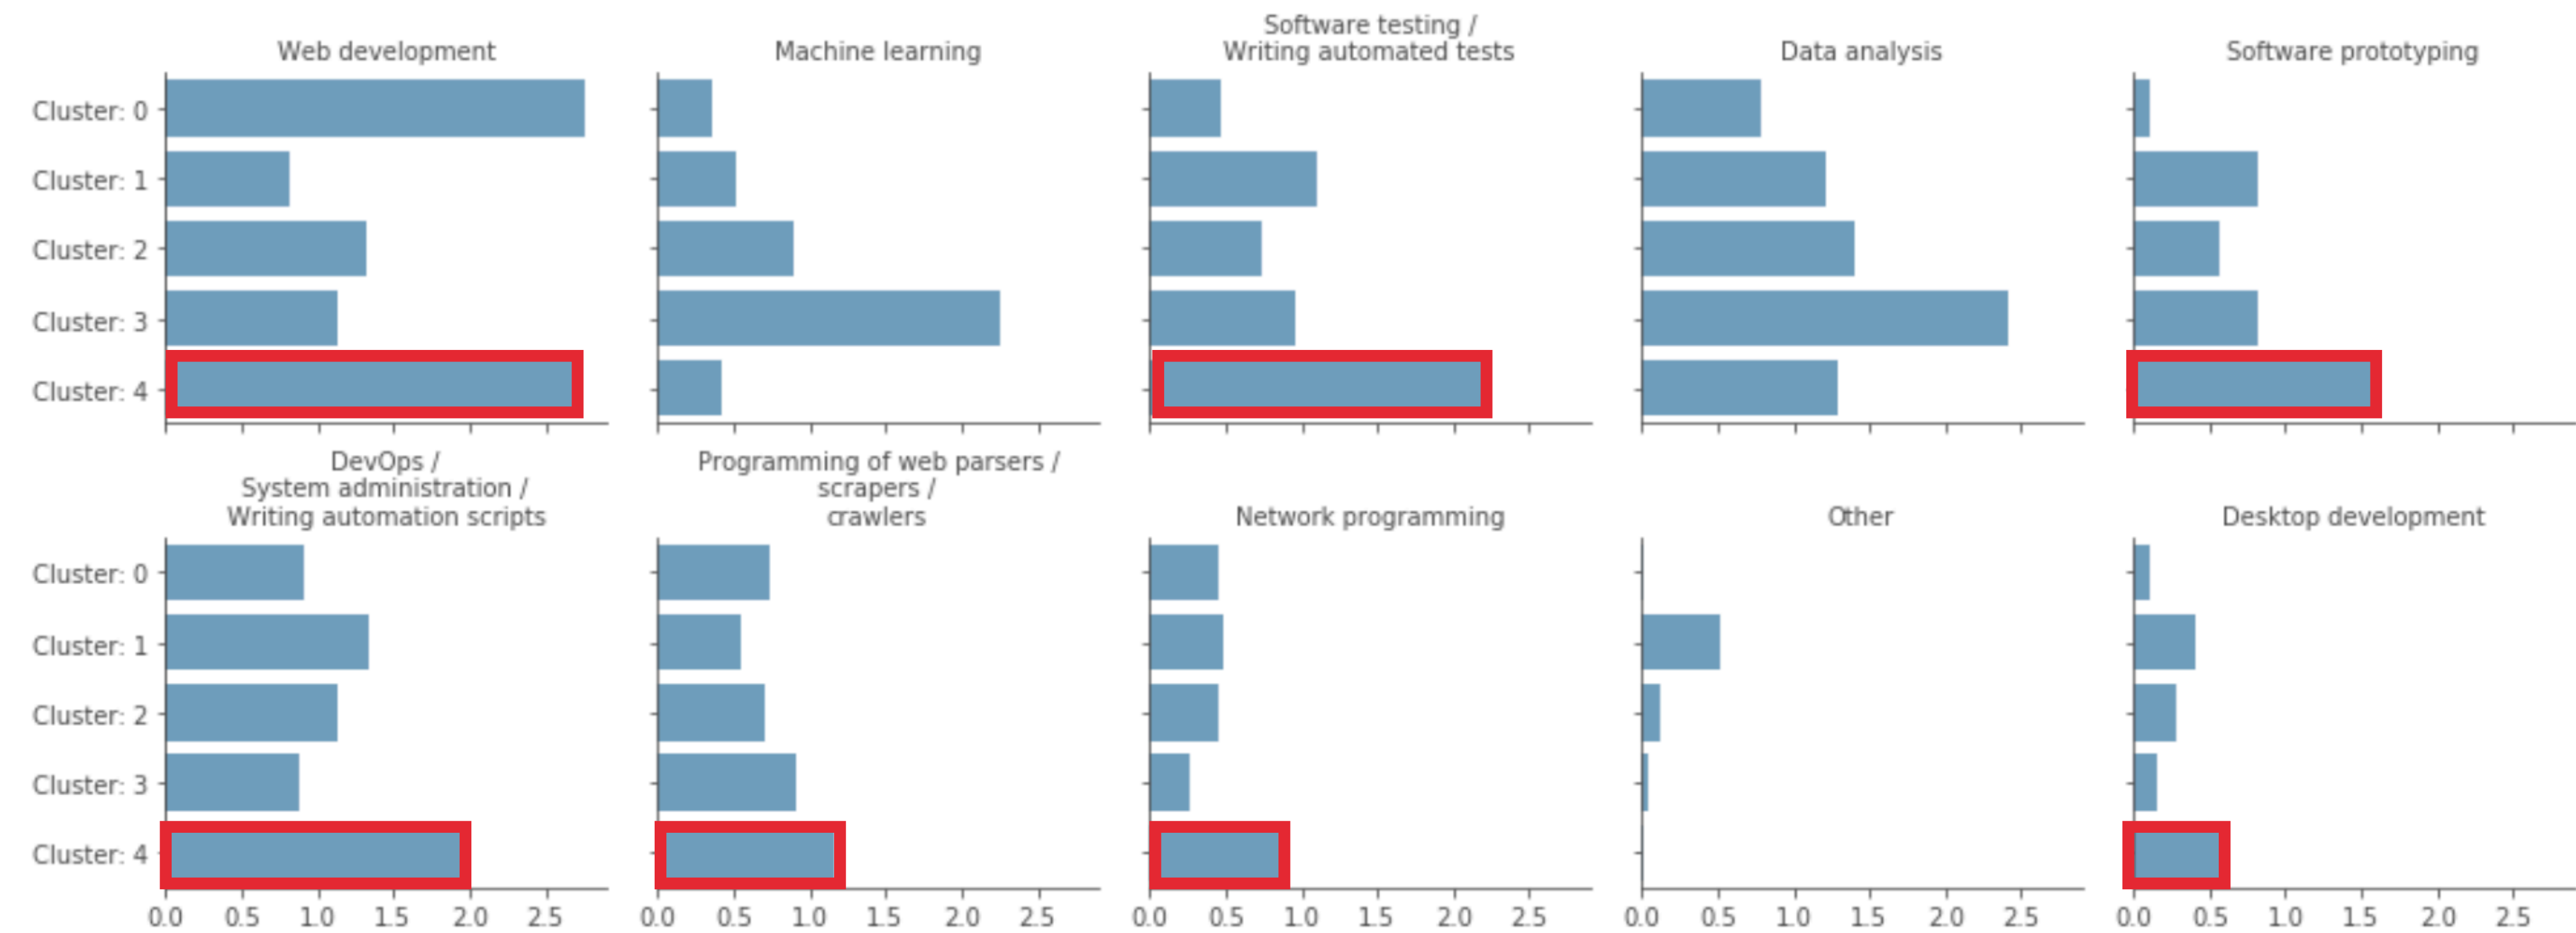 Software testing /
Web development Machine learning Writing automated tests Data analysis Software prototyping
Cluster: 0
Cluster: 1
Cluster: 2
Cluster: 3
Cluster: 4
DevOps / Programming of web parsers /
System administration / scrapers /
Writing automation scripts crawlers Network programming Other Desktop development
Cluster: 0
Cluster: 1
Cluster: 2
Cluster: 3
Cluster: 4
0.0 0.5 1.0 1.5 2.0 2.5 0.0 0.5 1.0 1.5 2.0 2.5 0.0 0.5 1.0 1.5 2.0 2.5 0.0 0.5 1.0 1.5 2.0 2.5 0.0 0.5 1.0 1.5 2.0 2.5